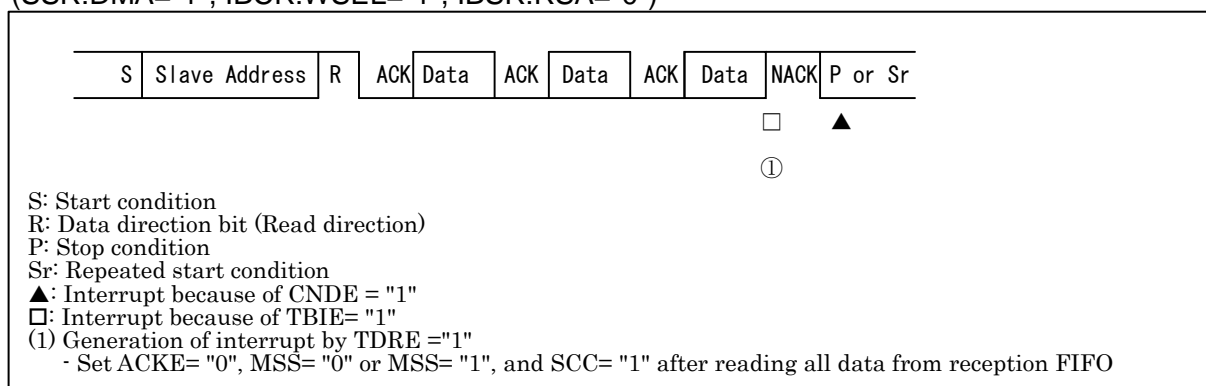 S Slave Address R ACK Data ACK Data ACK Data NACK P or Sr
□ ▲
①
S: Start condition
R: Data direction bit (Read direction)
P: Stop condition
Sr: Repeated start condition
▲: Interrupt because of CNDE = "1"
□: Interrupt because of TBIE= "1"
(1) Generation of interrupt by TDRE ="1"
- Set ACKE= "0", MSS= "0" or MSS= "1", and SCC= "1" after reading all data from reception FIFO